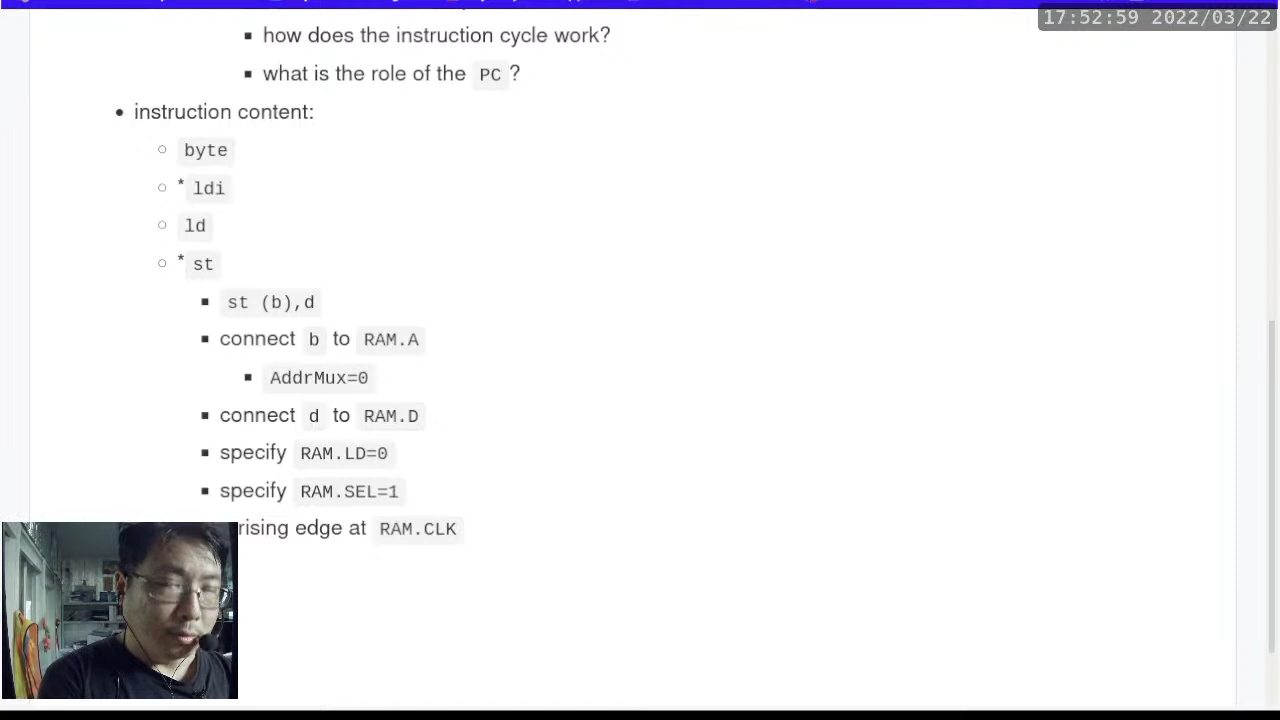 17:52:59 2022/03/22
how does the instruction cycle work?
what is the role of the PC ?
instruction content:
byte
* ldi
ld
* st
st (b),d
connect b to RAM.A
AddrMux=0
connect d to RAM.D
specify RAM.LD=0
specify RAM.SEL=1
rising edge at RAM.CLK